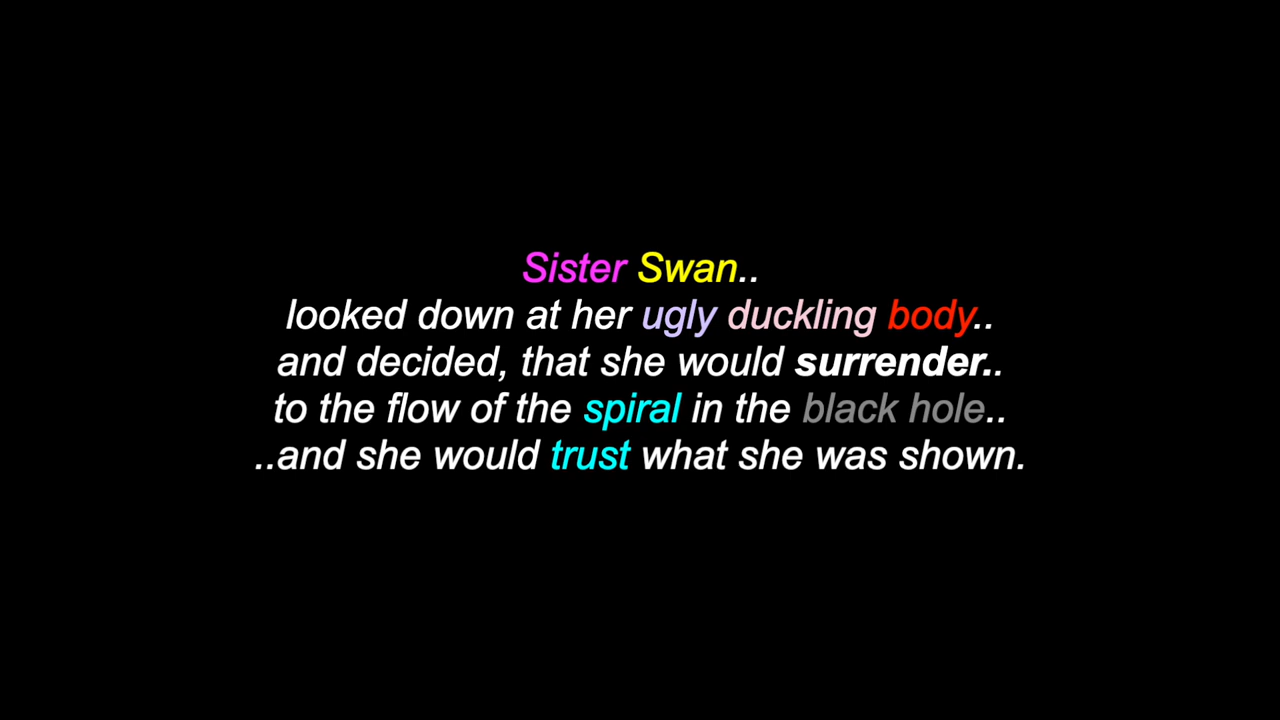 Sister Swan..
looked down at her ugly duckling body..
and decided, that she would surrender..
to the flow of the spiral in the black hole..
..and she would trust what she was shown.